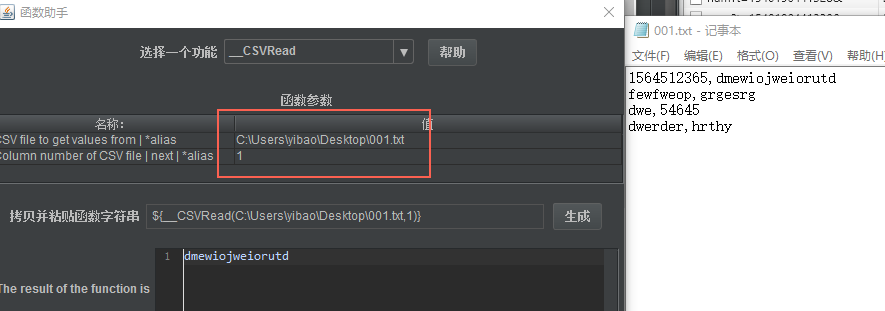 函数助手
选择一个功能 __CSVRead 帮助
函数参数
名称: 值
CSV file to get values from | *alias C:\Users\yibao\Desktop\001.txt
Column number of CSV file | next | *alias 1
拷贝并粘贴函数字符串 ${__CSVRead(C:\Users\yibao\Desktop\001.txt,1)} 生成
1 dmewiojweiorutd
The result of the function is
001.txt - 记事本
文件(F) 编辑(E) 格式(O) 查看(V) 帮助(H)
1564512365,dmewiojweiorutd
fewfweop,grgesrg
dwe,54645
dwerder,hrthy